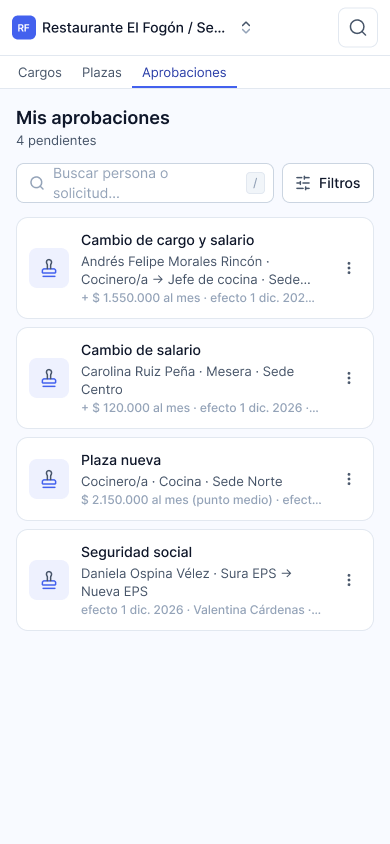 RF Restaurante El Fogón / Se...
Cargos Plazas Aprobaciones
Mis aprobaciones
4 pendientes
Buscar persona o
solicitud...
/
Filtros
Cambio de cargo y salario
Andrés Felipe Morales Rincón ·
Cocinero/a → Jefe de cocina · Sede...
+ $ 1.550.000 al mes · efecto 1 dic. 202...
Cambio de salario
Carolina Ruiz Peña · Mesera · Sede
Centro
+ $ 120.000 al mes · efecto 1 dic. 2026 ·...
Plaza nueva
Cocinero/a · Cocina · Sede Norte
$ 2.150.000 al mes (punto medio) · efect...
Seguridad social
Daniela Ospina Vélez · Sura EPS →
Nueva EPS
efecto 1 dic. 2026 · Valentina Cárdenas ·...